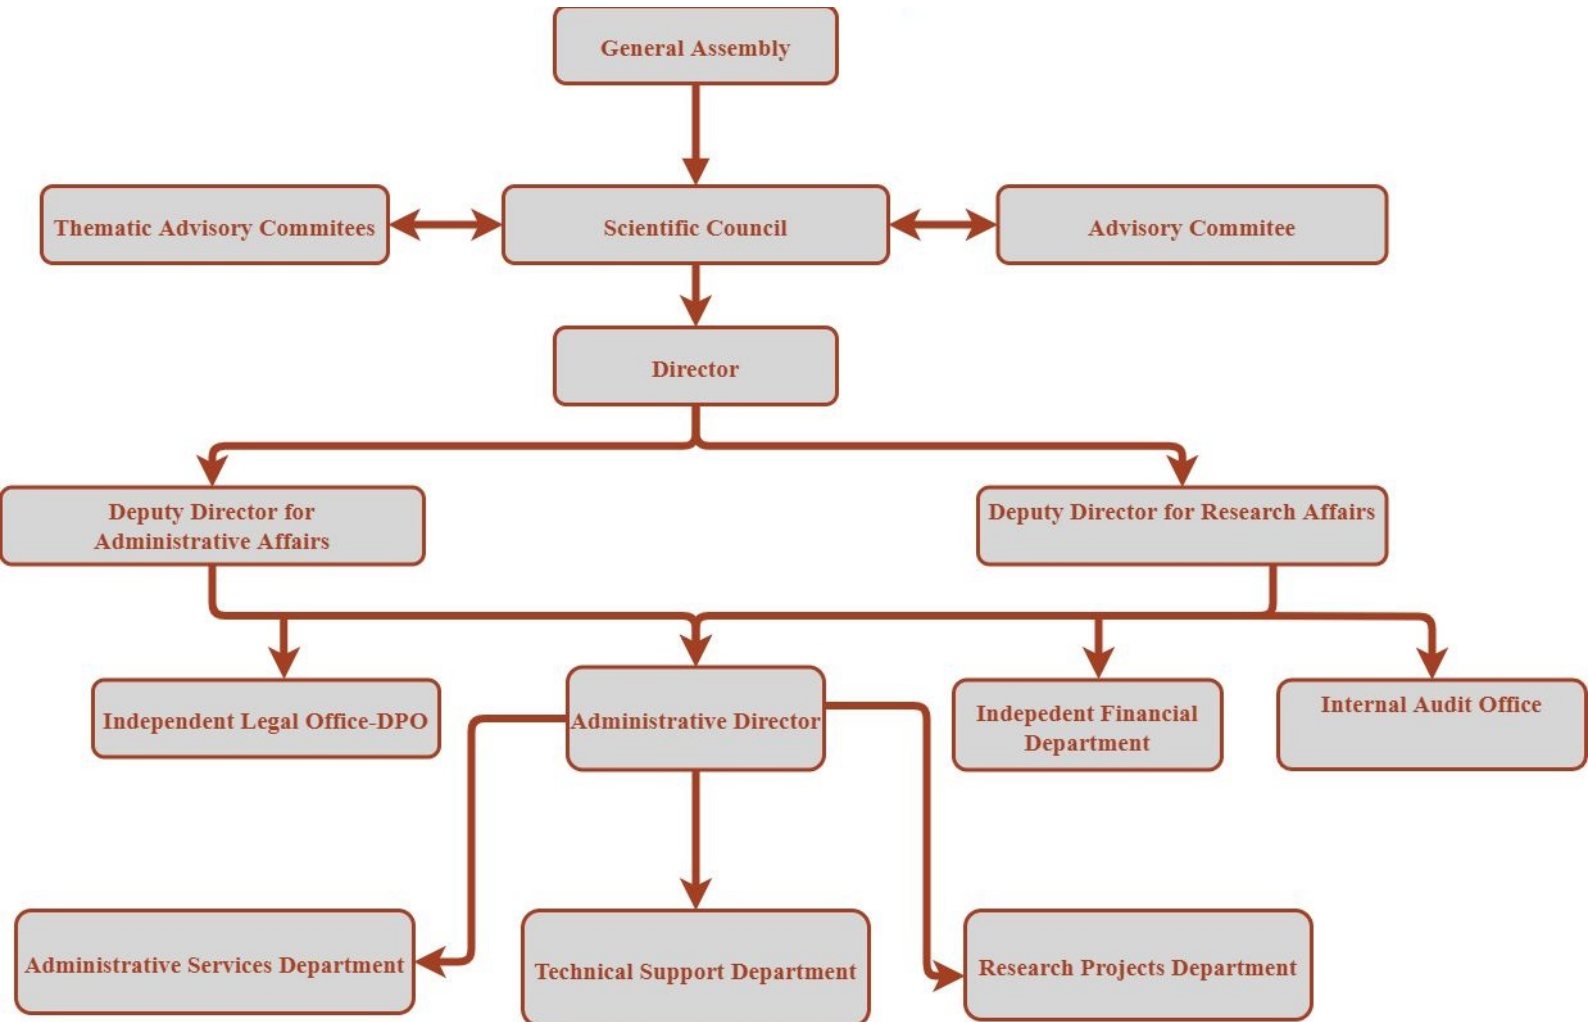 General Assembly
Thematic Advisory Commitees
Scientific Council
Advisory Commitee
Director
Deputy Director for
Administrative Affairs
Deputy Director for Research Affairs
Independent Legal Office-DPO
Administrative Director
Indepedent Financial
Department
Internal Audit Office
Administrative Services Department
Technical Support Department
Research Projects Department